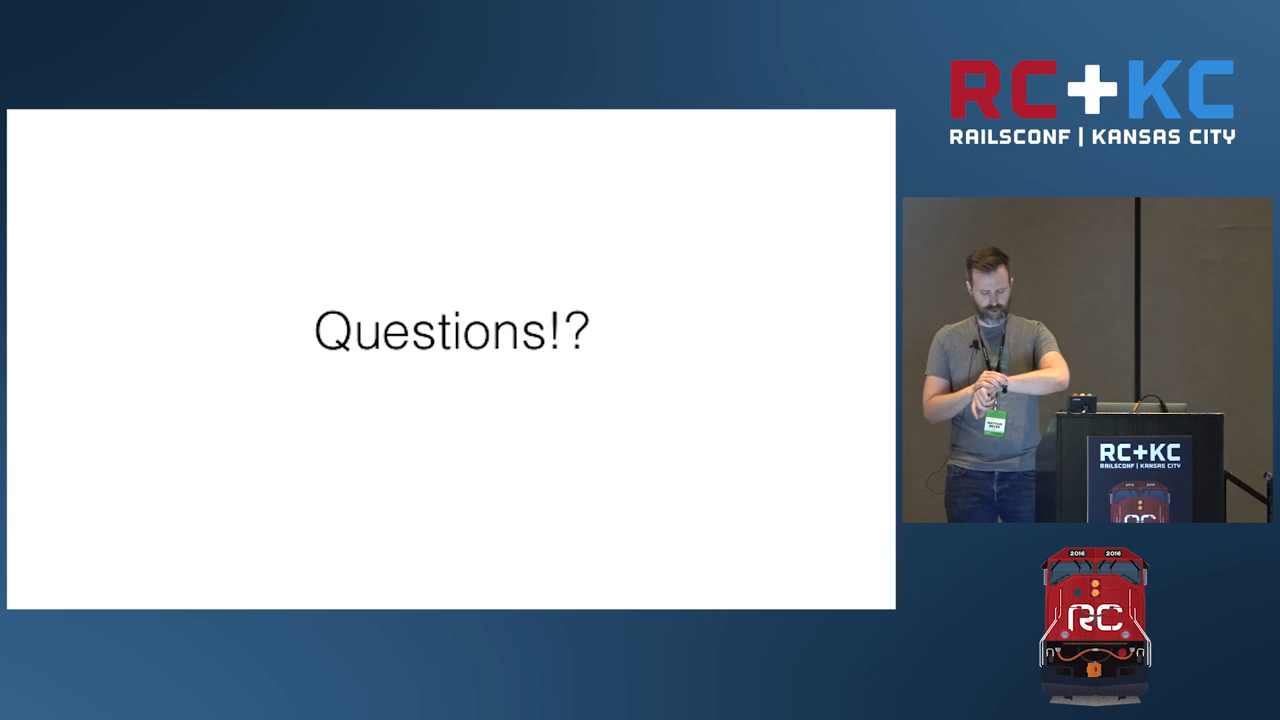 Questions!?
RC+KC
RAILSCONF | KANSAS CITY
RC+KC
RAILSCONF | KANSAS CITY
2016 2016
RC